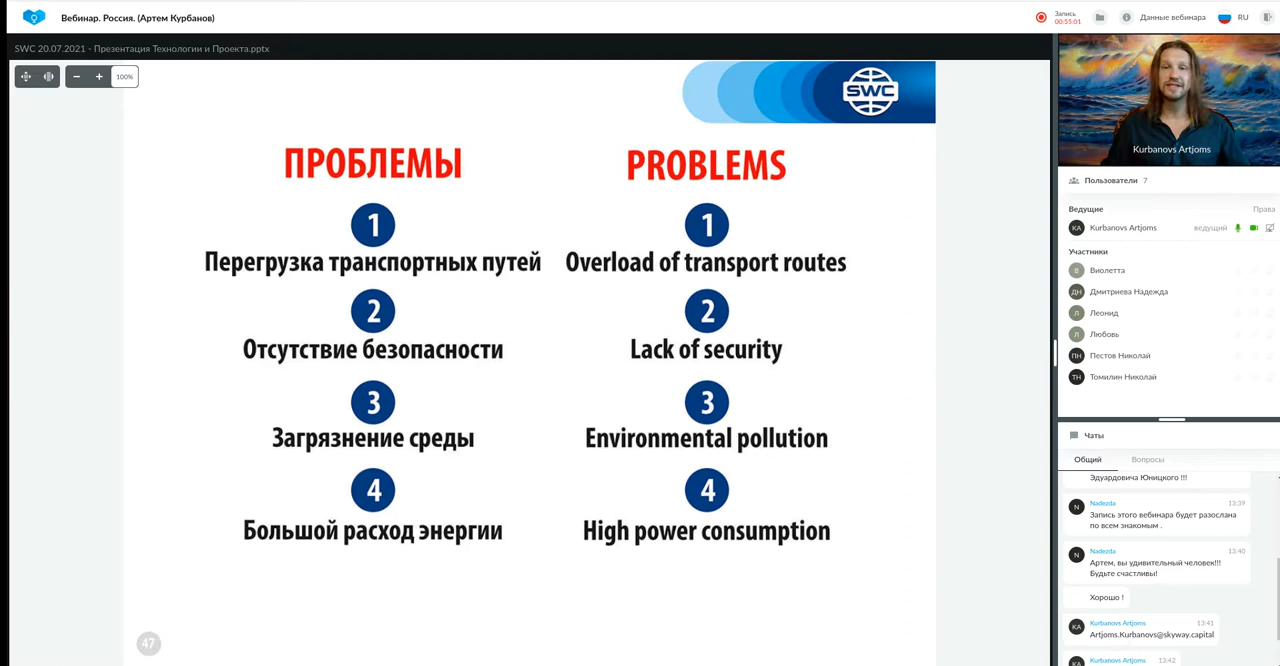 Вебинар. Россия. (Артем Курбанов)
Запись
00:55:01
Данные вебинара
RU
SWC 20.07.2021 - Презентация Технологии и Проекта.pptx
100%
SWC
ПРОБЛЕМЫ
1
Перегрузка транспортных путей
2
Отсутствие безопасности
3
Загрязнение среды
4
Большой расход энергии
PROBLEMS
1
Overload of transport routes
2
Lack of security
3
Environmental pollution
4
High power consumption
47
Kurbanovs Artjoms
Пользователи 7
Ведущие Права
KA Kurbanovs Artjoms ведущий
Участники
В Виолетта
ДН Дмитриева Надежда
Л Леонид
Л Любовь
ПН Пестов Николай
ТН Томилин Николай
Чаты
Общий Вопросы
Эдуардовича Юницкого !!!
N Nadezda 13:39
Запись этого вебинара будет разослана
по всем знакомым .
N Nadezda 13:40
Артем, вы удивительный человек!!!
Будьте счастливы!
Хорошо !
KA Kurbanovs Artjoms 13:41
Artjoms.Kurbanovs@skyway.capital
KA Kurbanovs Artjoms 13:42